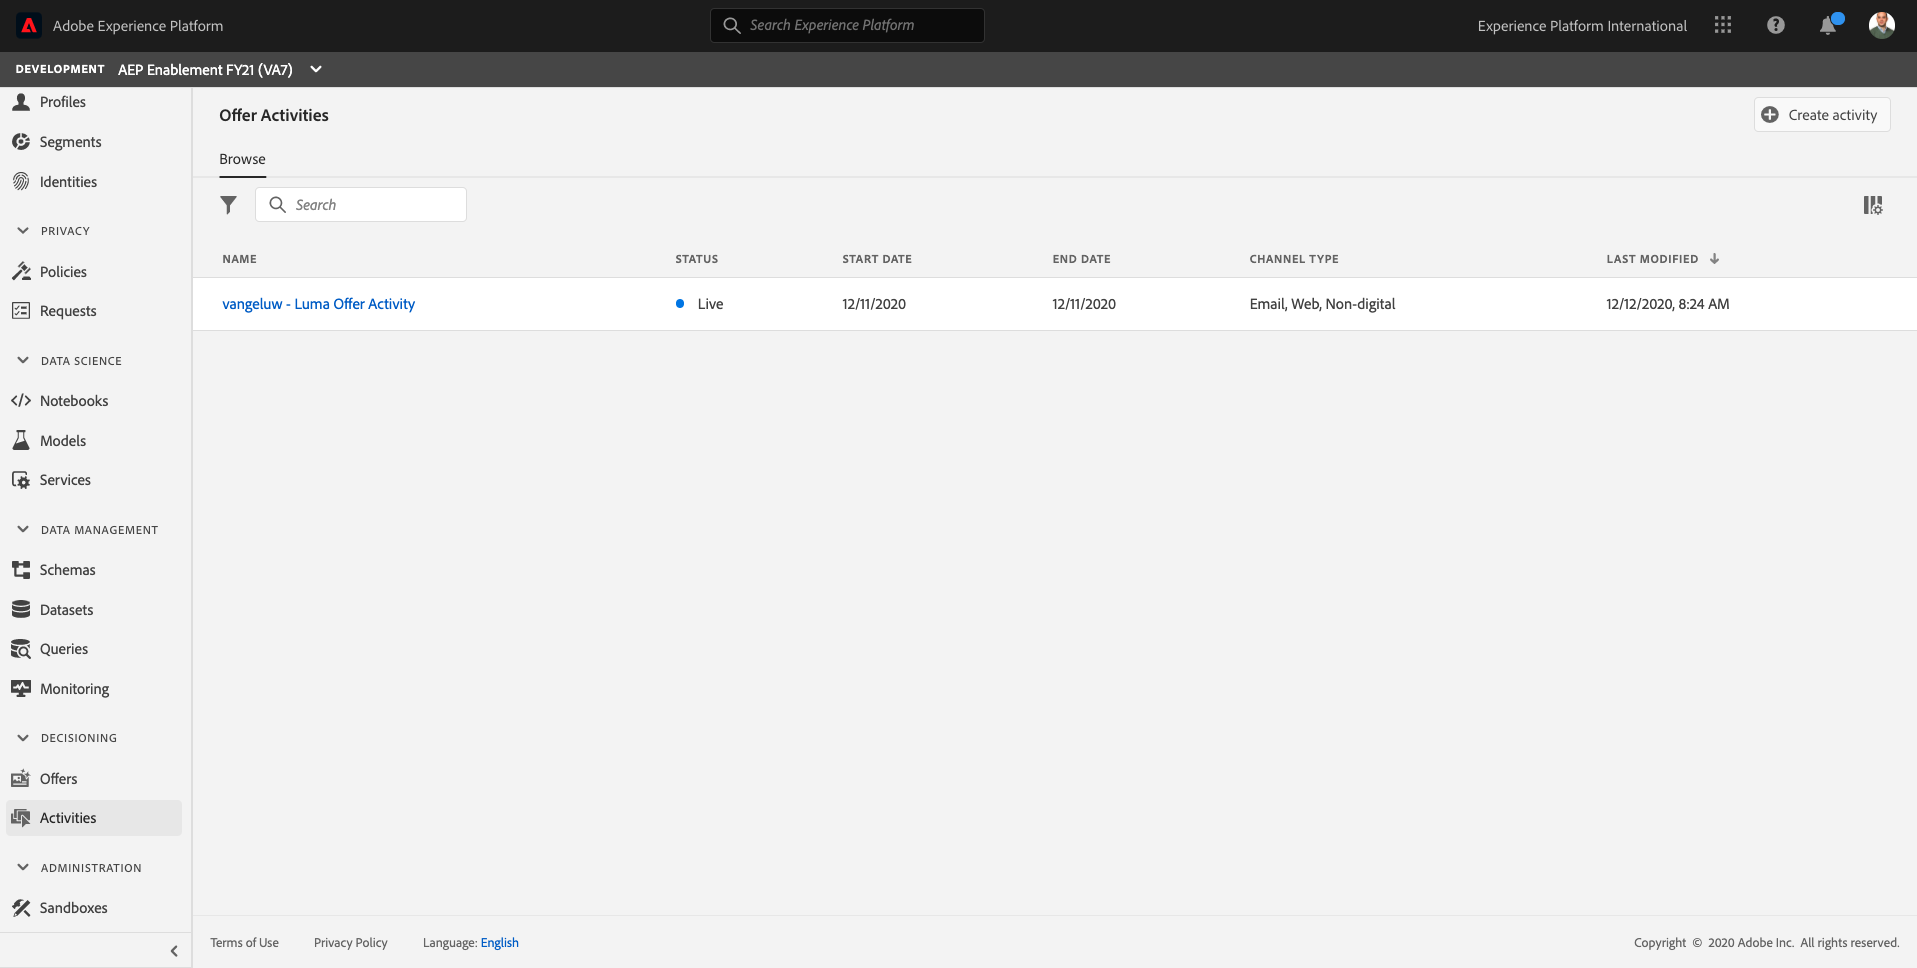 Adobe Experience Platform
Search Experience Platform
Experience Platform International
DEVELOPMENT AEP Enablement FY21 (VA7)
Profiles
Segments
Identities
PRIVACY
Policies
Requests
DATA SCIENCE
Notebooks
Models
Services
DATA MANAGEMENT
Schemas
Datasets
Queries
Monitoring
DECISIONING
Offers
Activities
ADMINISTRATION
Sandboxes
Offer Activities
Create activity
Browse
Search
NAME STATUS START DATE END DATE CHANNEL TYPE LAST MODIFIED
vangeluw - Luma Offer Activity Live 12/11/2020 12/11/2020 Email, Web, Non-digital 12/12/2020, 8:24 AM
Terms of Use Privacy Policy Language: English Copyright © 2020 Adobe Inc. All rights reserved.